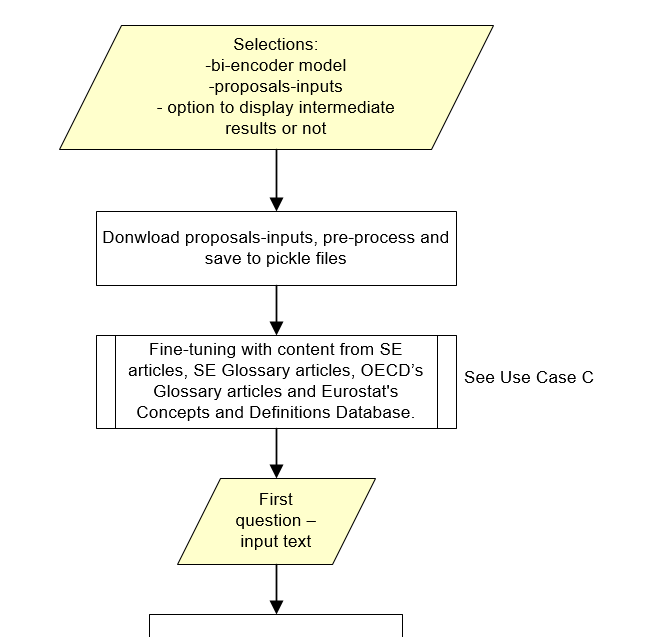 Selections:
-bi-encoder model
-proposals-inputs
- option to display intermediate
results or not
Donwload proposals-inputs, pre-process and
save to pickle files
Fine-tuning with content from SE
articles, SE Glossary articles, OECD’s
Glossary articles and Eurostat's
Concepts and Definitions Database.
See Use Case C
First
question –
input text